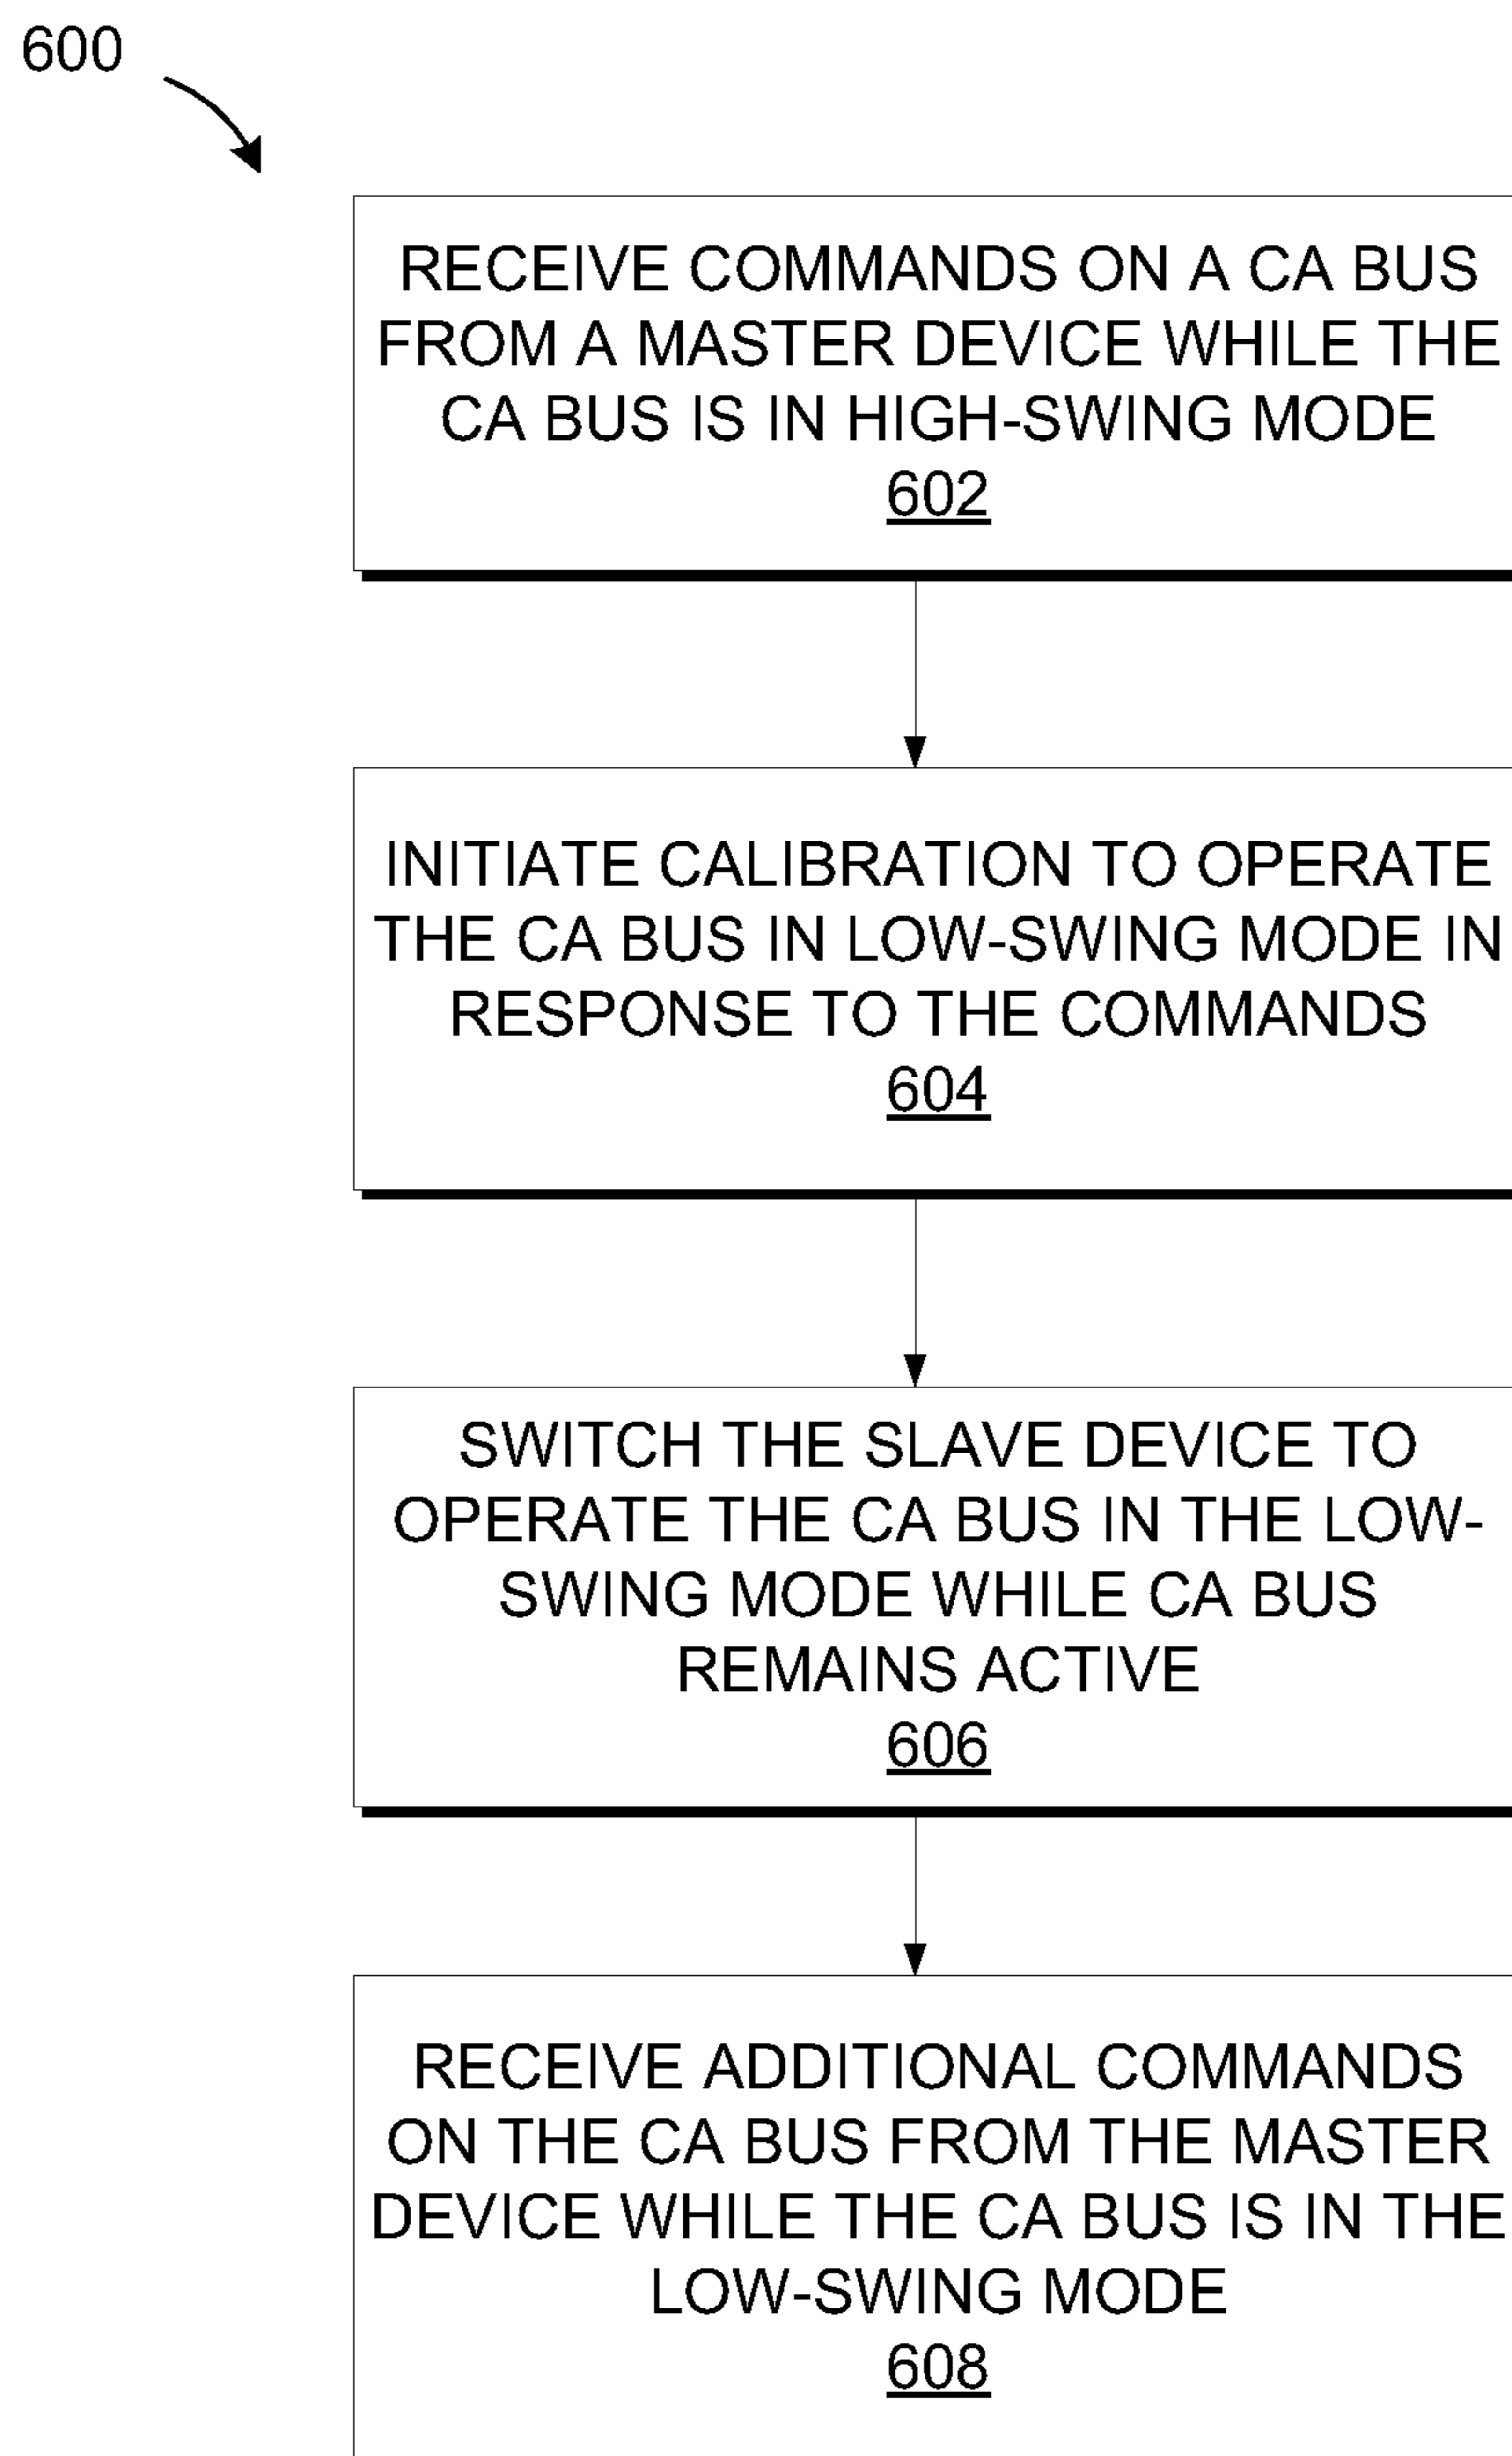 600
RECEIVE COMMANDS ON A CA BUS
FROM A MASTER DEVICE WHILE THE
CA BUS IS IN HIGH-SWING MODE
602
INITIATE CALIBRATION TO OPERATE
THE CA BUS IN LOW-SWING MODE IN
RESPONSE TO THE COMMANDS
604
SWITCH THE SLAVE DEVICE TO
OPERATE THE CA BUS IN THE LOW-
SWING MODE WHILE CA BUS
REMAINS ACTIVE
606
RECEIVE ADDITIONAL COMMANDS
ON THE CA BUS FROM THE MASTER
DEVICE WHILE THE CA BUS IS IN THE
LOW-SWING MODE
608